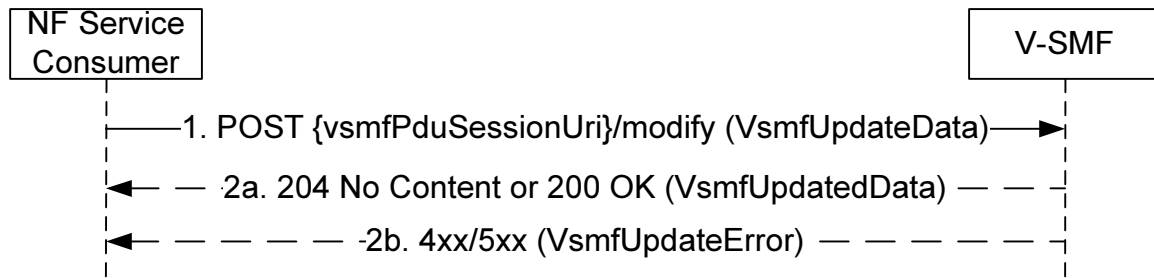 NF Service
Consumer
V-SMF
1. POST {vsmfPduSessionUri}/modify (VsmfUpdateData)
2a. 204 No Content or 200 OK (VsmfUpdatedData)
2b. 4xx/5xx (VsmfUpdateError)